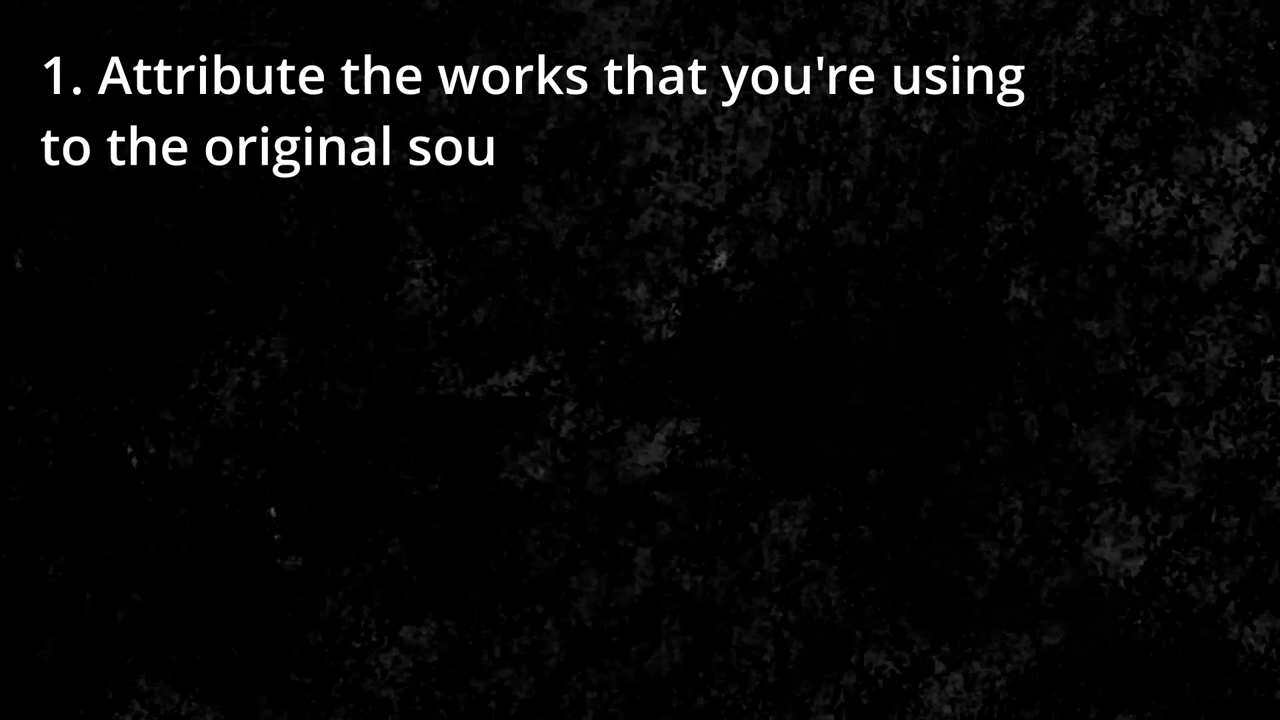 1. Attribute the works that you're using
to the original sou